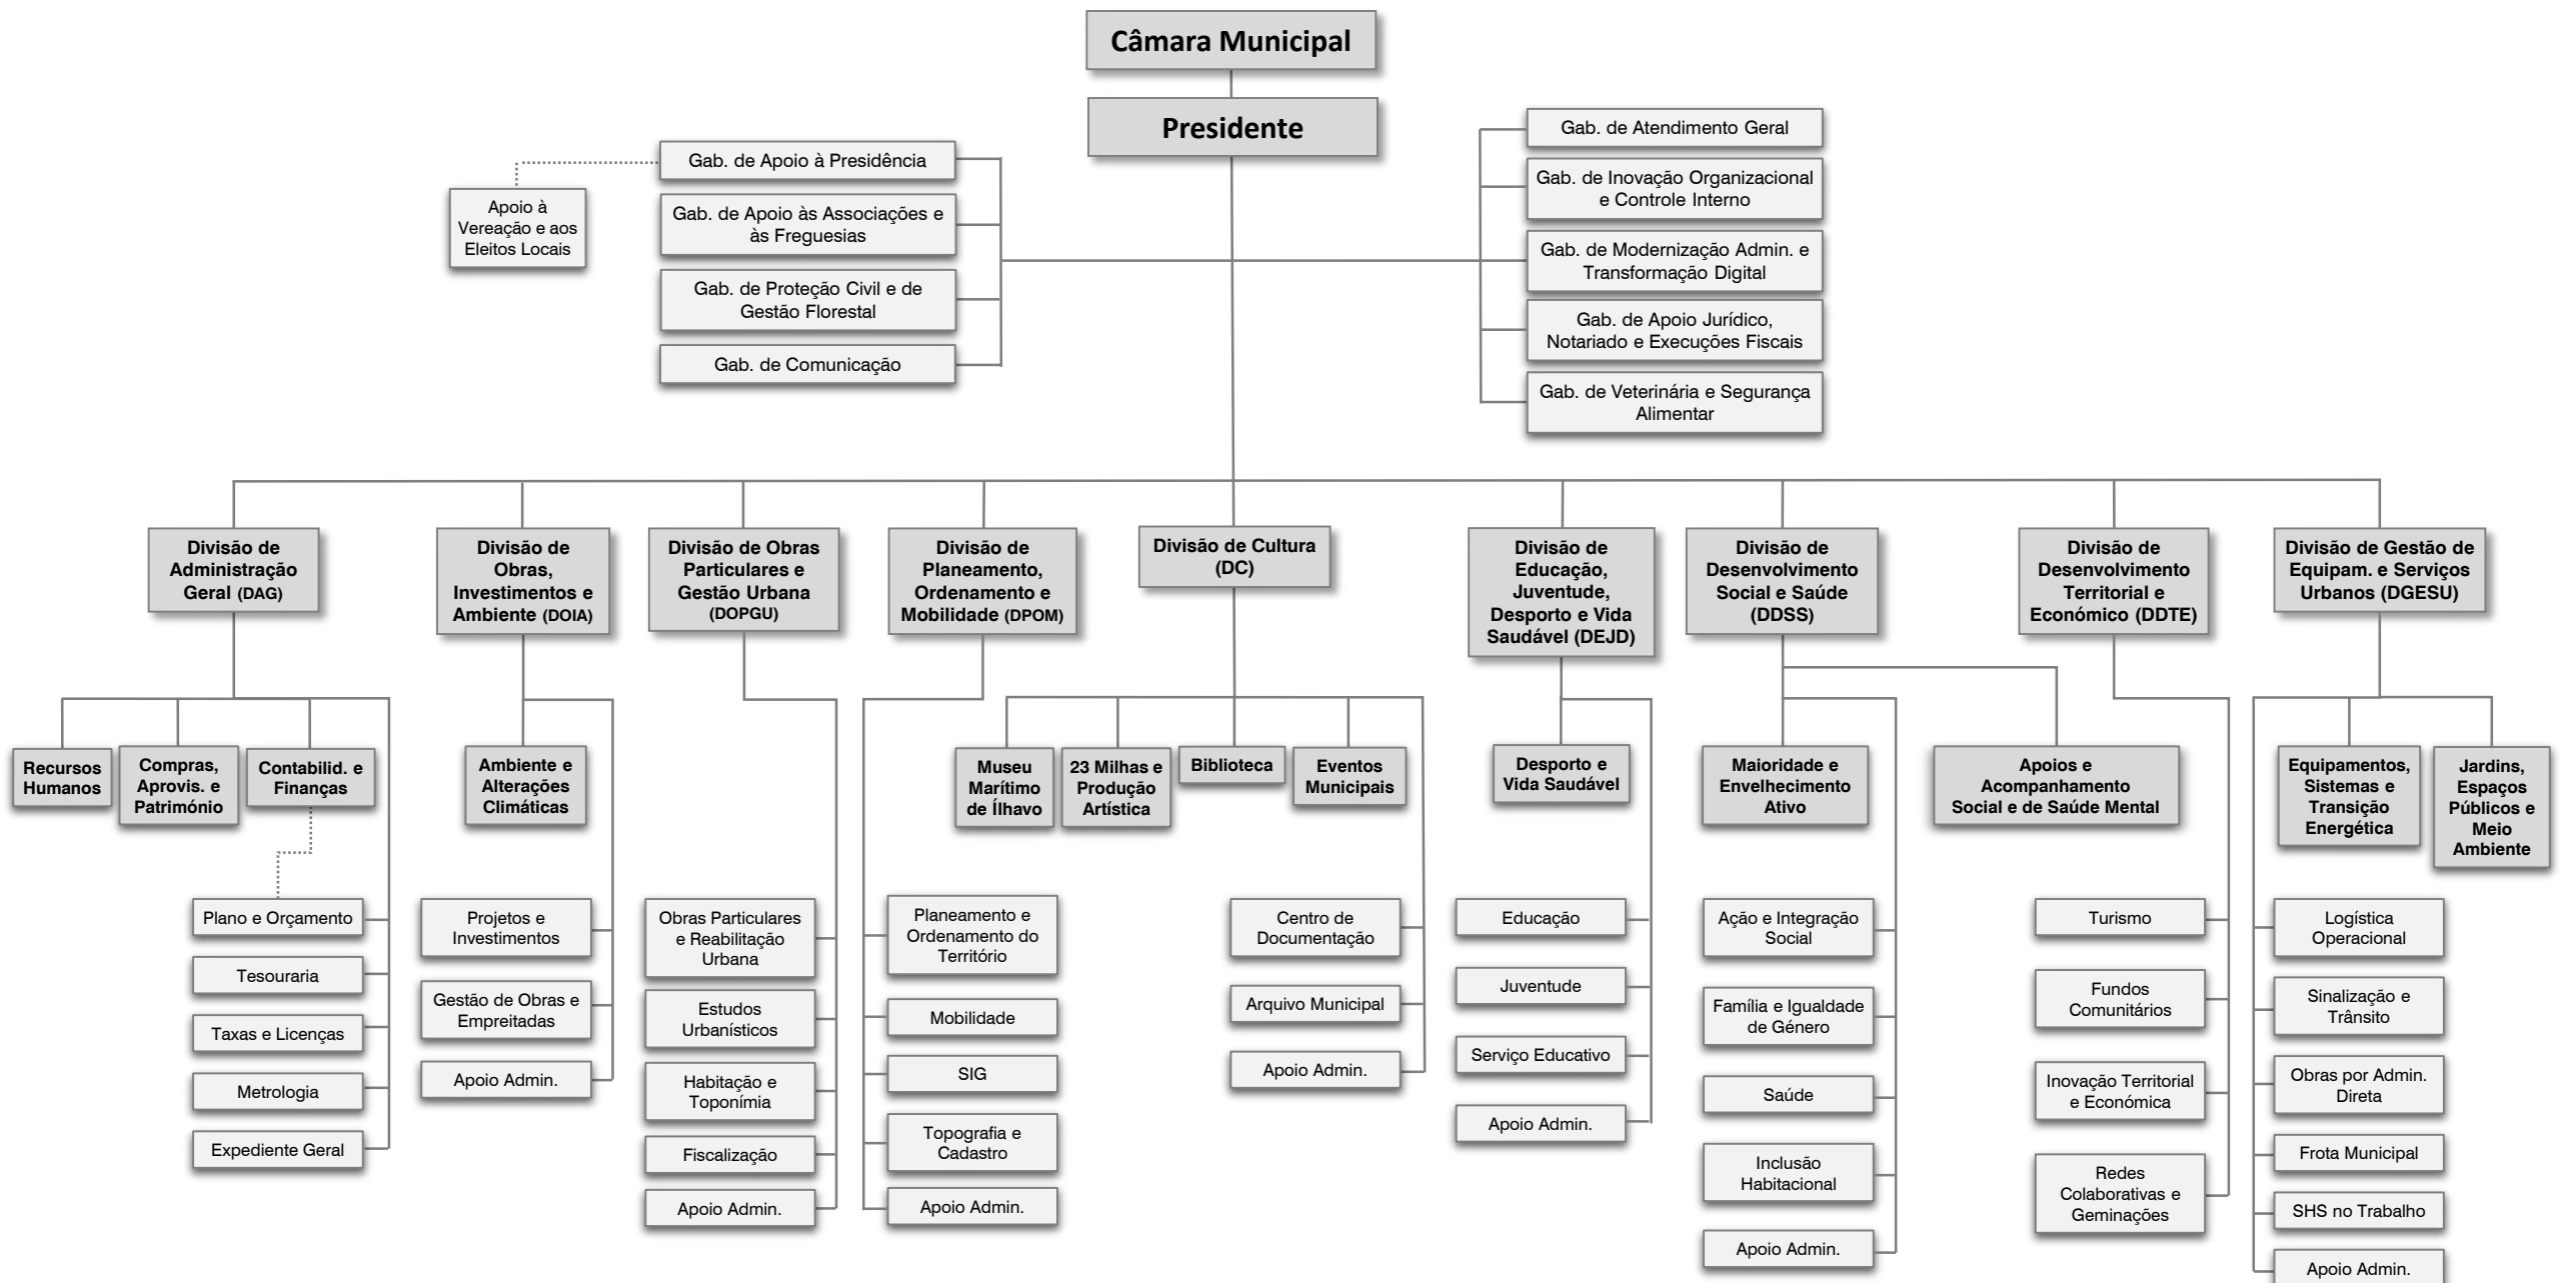 Câmara Municipal
Presidente
Gab. de Apoio à Presidência
Apoio à
Vereação e aos
Eleitos Locais
Gab. de Apoio às Associações e
às Freguesias
Gab. de Proteção Civil e de
Gestão Florestal
Gab. de Comunicação
Gab. de Atendimento Geral
Gab. de Inovação Organizacional
e Controle Interno
Gab. de Modernização Admin. e
Transformação Digital
Gab. de Apoio Jurídico,
Notariado e Execuções Fiscais
Gab. de Veterinária e Segurança
Alimentar
Divisão de
Administração
Geral (DAG)
Recursos
Humanos
Compras,
Aprovis. e
Património
Contabilid. e
Finanças
Plano e Orçamento
Tesouraria
Taxas e Licenças
Metrologia
Expediente Geral
Divisão de
Obras,
Investimentos e
Ambiente (DOIA)
Ambiente e
Alterações
Climáticas
Projetos e
Investimentos
Gestão de Obras e
Empreitadas
Apoio Admin.
Divisão de Obras
Particulares e
Gestão Urbana
(DOPGU)
Obras Particulares
e Reabilitação
Urbana
Estudos
Urbanísticos
Habitação e
Toponímia
Fiscalização
Apoio Admin.
Divisão de
Planeamento,
Ordenamento e
Mobilidade (DPOM)
Planeamento e
Ordenamento do
Território
Mobilidade
SIG
Topografia e
Cadastro
Apoio Admin.
Divisão de Cultura
(DC)
Museu
Marítimo
de Ílhavo
23 Milhas e
Produção
Artística
Biblioteca
Eventos
Municipais
Centro de
Documentação
Arquivo Municipal
Apoio Admin.
Divisão de
Educação,
Juventude,
Desporto e Vida
Saudável (DEJD)
Desporto e
Vida Saudável
Educação
Juventude
Serviço Educativo
Apoio Admin.
Divisão de
Desenvolvimento
Social e Saúde
(DDSS)
Maioridade e
Envelhecimento
Ativo
Apoios e
Acompanhamento
Social e de Saúde Mental
Ação e Integração
Social
Família e Igualdade
de Género
Saúde
Inclusão
Habitacional
Apoio Admin.
Divisão de
Desenvolvimento
Territorial e
Económico (DDTE)
Turismo
Fundos
Comunitários
Inovação Territorial
e Económica
Redes
Colaborativas e
Geminações
Divisão de Gestão de
Equipam. e Serviços
Urbanos (DGESU)
Equipamentos,
Sistemas e
Transição
Energética
Jardins,
Espaços
Públicos e
Meio
Ambiente
Logística
Operacional
Sinalização e
Trânsito
Obras por Admin.
Direta
Frota Municipal
SHS no Trabalho
Apoio Admin.